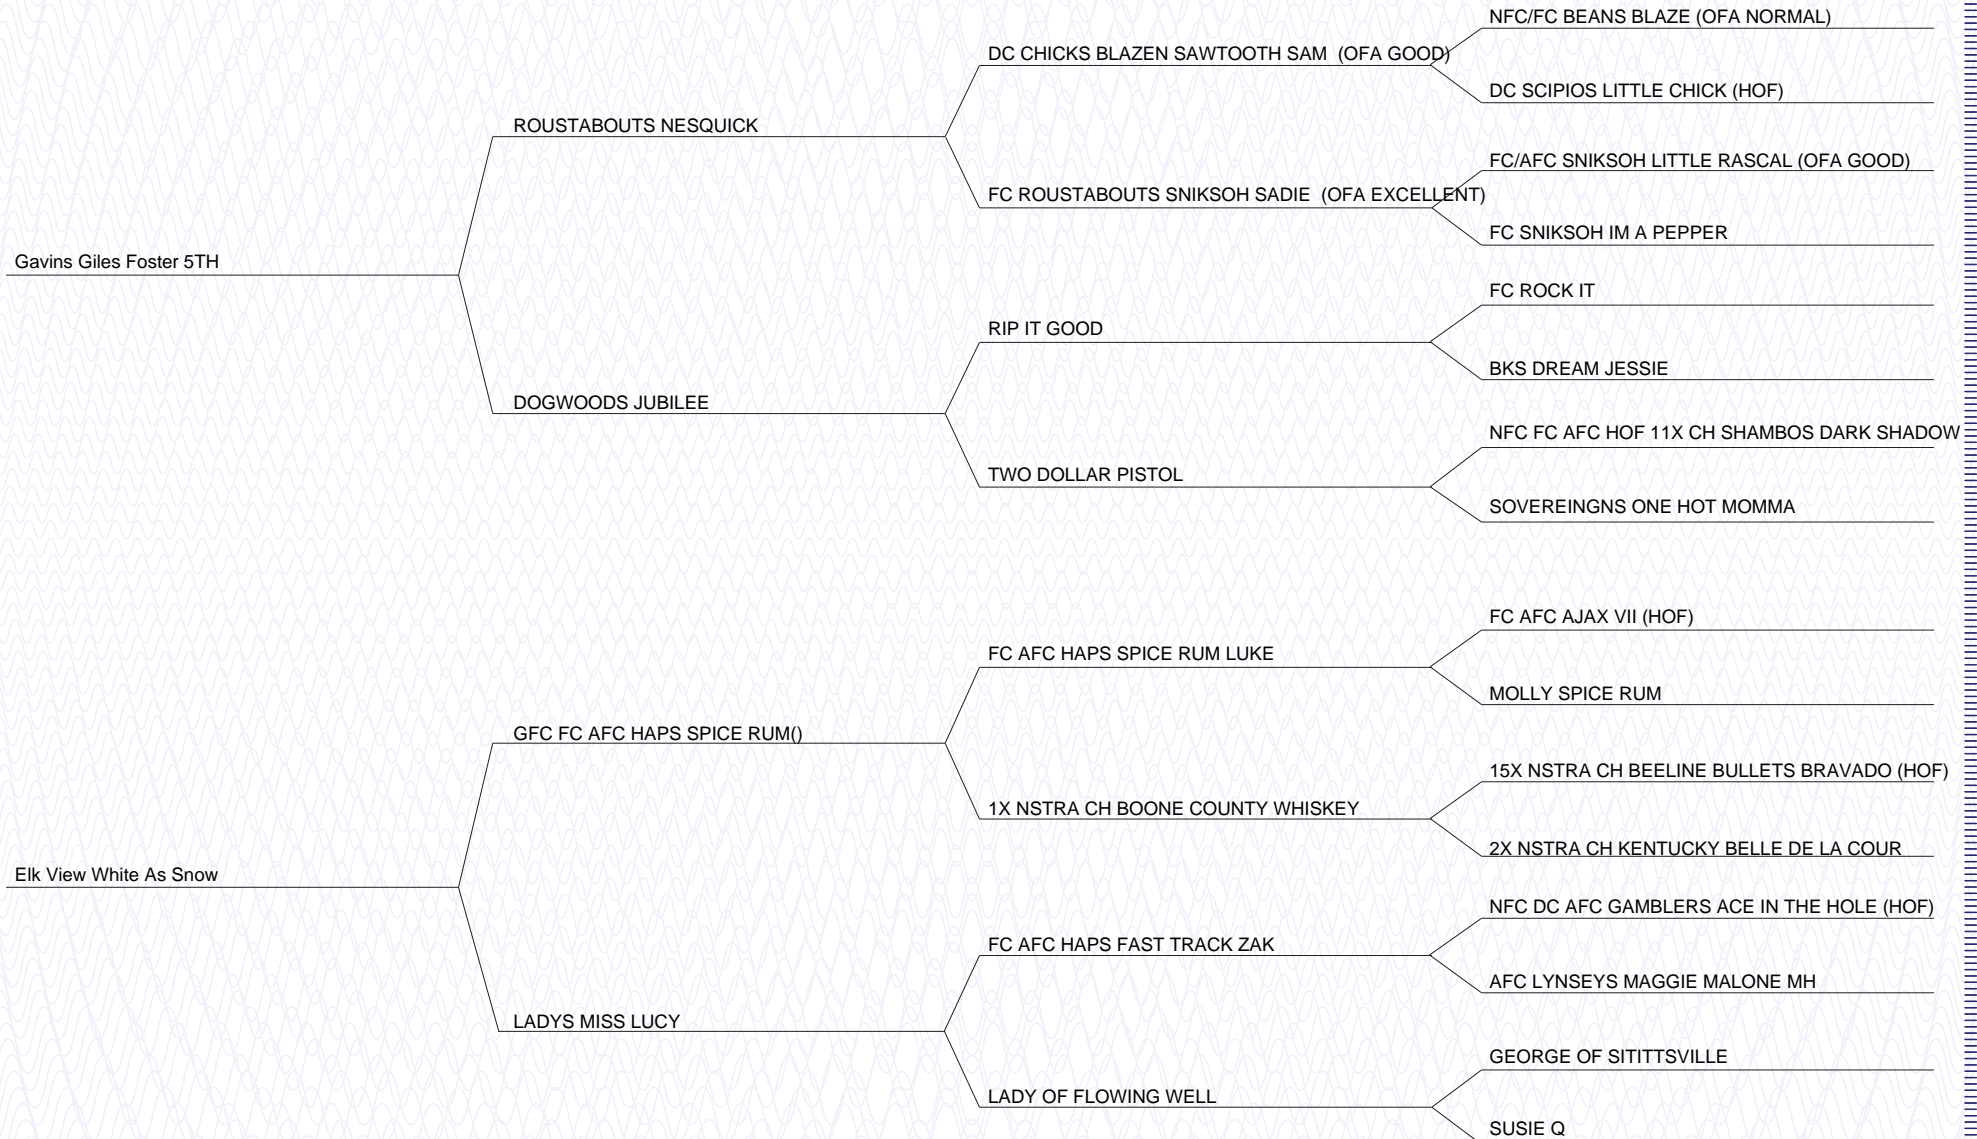 NFC/FC BEANS BLAZE (OFA NORMAL)
DC CHICKS BLAZEN SAWTOOTH SAM (OFA GOOD)
DC SCIPIOS LITTLE CHICK (HOF)
ROUSTABOUTS NESQUICK
FC/AFC SNIKSOH LITTLE RASCAL (OFA GOOD)
FC ROUSTABOUTS SNIKSOH SADIE (OFA EXCELLENT)
FC SNIKSOH IM A PEPPER
Gavins Giles Foster 5TH
FC ROCK IT
RIP IT GOOD
BKS DREAM JESSIE
DOGWOODS JUBILEE
NFC FC AFC HOF 11X CH SHAMBOS DARK SHADOW
TWO DOLLAR PISTOL
SOVEREINGNS ONE HOT MOMMA
FC AFC AJAX VII (HOF)
FC AFC HAPS SPICE RUM LUKE
MOLLY SPICE RUM
GFC FC AFC HAPS SPICE RUM()
15X NSTRA CH BEELINE BULLETS BRAVADO (HOF)
1X NSTRA CH BOONE COUNTY WHISKEY
2X NSTRA CH KENTUCKY BELLE DE LA COUR
Elk View White As Snow
NFC DC AFC GAMBLERS ACE IN THE HOLE (HOF)
FC AFC HAPS FAST TRACK ZAK
AFC LYNSEYS MAGGIE MALONE MH
LADYS MISS LUCY
GEORGE OF SITITTSVILLE
LADY OF FLOWING WELL
SUSIE Q